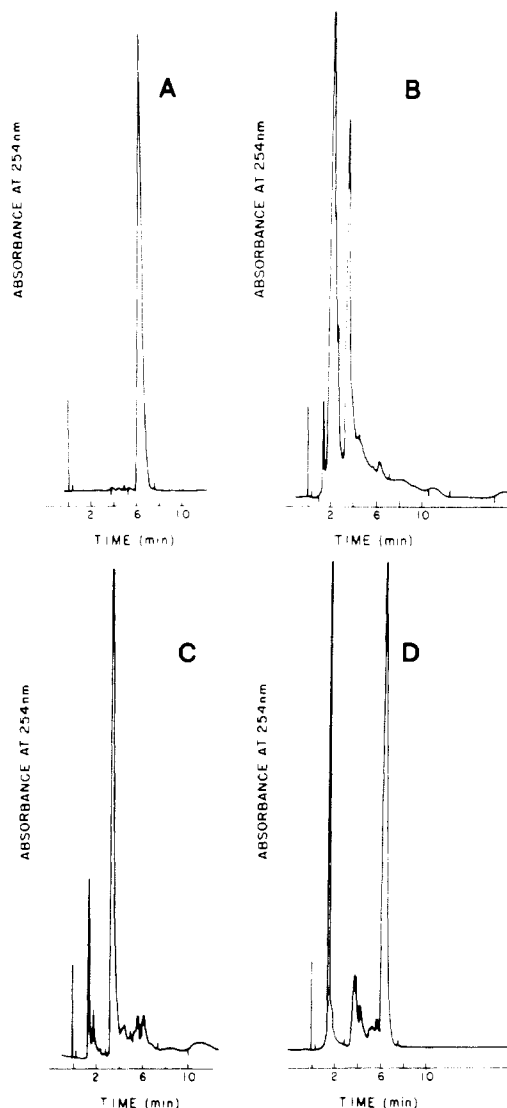 A
ABSORBANCE AT 254nm
2 6 10
TIME (min)
B
ABSORBANCE AT 254nm
2 6 10
TIME (min)
C
ABSORBANCE AT 254nm
2 6 10
TIME (min)
D
ABSORBANCE AT 254nm
2 6 10
TIME (min)